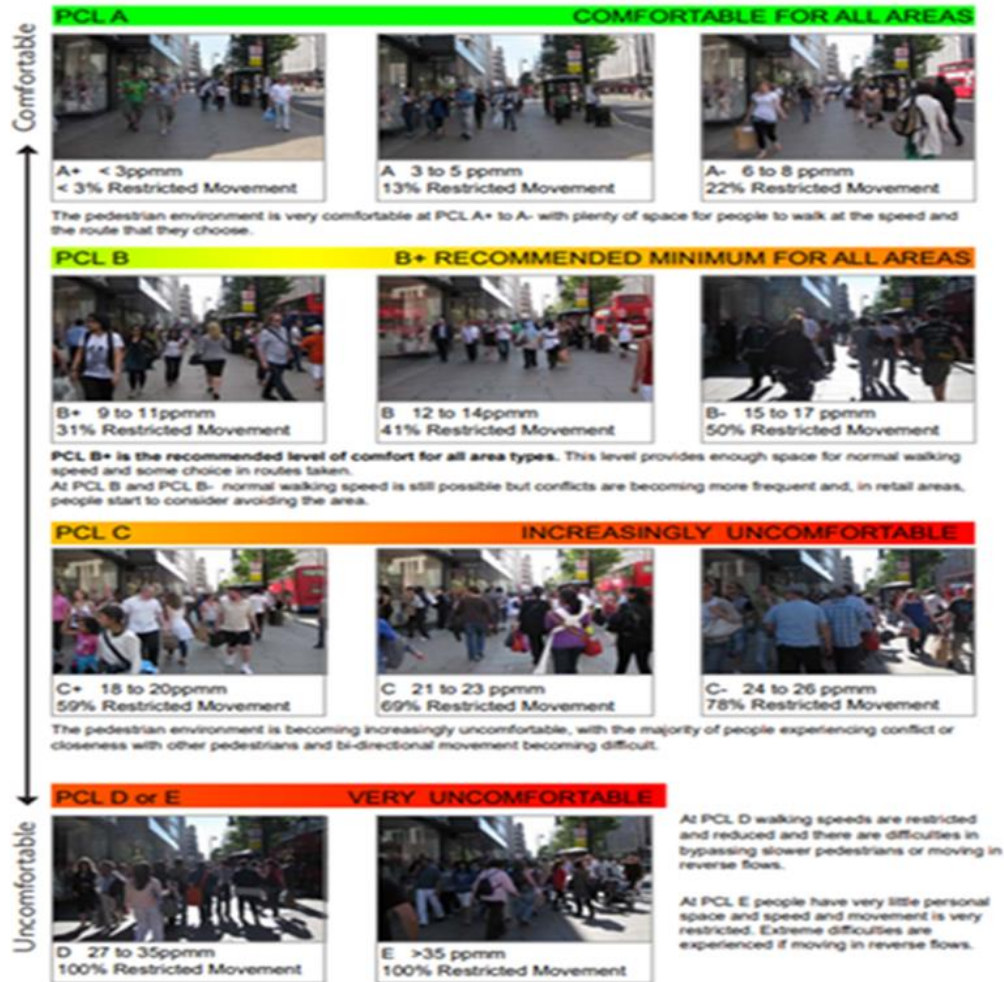 Comfortable
Uncomfortable
PCL A COMFORTABLE FOR ALL AREAS
A+ < 3ppmm
< 3% Restricted Movement
A 3 to 5 ppmm
13% Restricted Movement
A- 6 to 8 ppmm
22% Restricted Movement
The pedestrian environment is very comfortable at PCL A+ to A- with plenty of space for people to walk at the speed and
the route that they choose.
PCL B B+ RECOMMENDED MINIMUM FOR ALL AREAS
B+ 9 to 11ppmm
31% Restricted Movement
B 12 to 14ppmm
41% Restricted Movement
B- 15 to 17 ppmm
50% Restricted Movement
PCL B+ is the recommended level of comfort for all area types. This level provides enough space for normal walking
speed and some choice in routes taken.
At PCL B and PCL B- normal walking speed is still possible but conflicts are becoming more frequent and, in retail areas,
people start to consider avoiding the area.
PCL C INCREASINGLY UNCOMFORTABLE
C+ 18 to 20ppmm
59% Restricted Movement
C 21 to 23 ppmm
69% Restricted Movement
C- 24 to 26 ppmm
78% Restricted Movement
The pedestrian environment is becoming increasingly uncomfortable, with the majority of people experiencing conflict or
closeness with other pedestrians and bi-directional movement becoming difficult.
PCL D or E VERY UNCOMFORTABLE
D 27 to 35ppmm
100% Restricted Movement
E >35 ppmm
100% Restricted Movement
At PCL D walking speeds are restricted
and reduced and there are difficulties in
bypassing slower pedestrians or moving in
reverse flows.
At PCL E people have very little personal
space and speed and movement is very
restricted. Extreme difficulties are
experienced if moving in reverse flows.